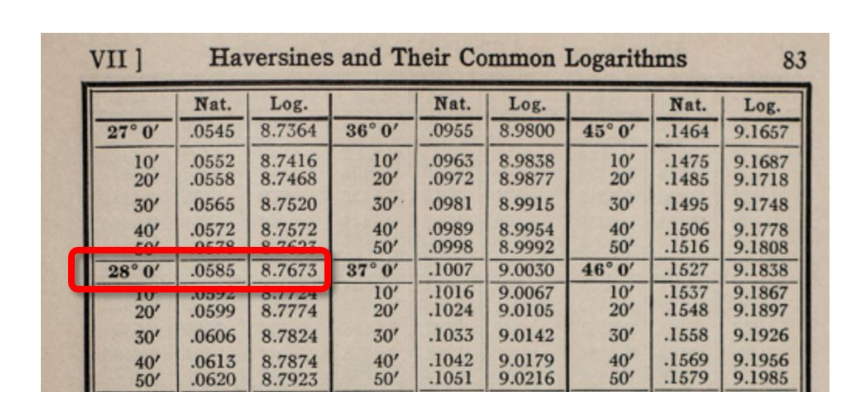 VII ] Haversines and Their Common Logarithms 83
Nat. Log. Nat. Log. Nat. Log.
27° 0′ .0545 8.7364 36° 0′ .0955 8.9800 45° 0′ .1464 9.1657
10′ .0552 8.7416 10′ .0963 8.9838 10′ .1475 9.1687
20′ .0558 8.7468 20′ .0972 8.9877 20′ .1485 9.1718
30′ .0565 8.7520 30′ .0981 8.9915 30′ .1495 9.1748
40′ .0572 8.7572 40′ .0989 8.9954 40′ .1506 9.1778
50′ .0578 8.7623 50′ .0998 8.9992 50′ .1516 9.1808
28° 0′ .0585 8.7673 37° 0′ .1007 9.0030 46° 0′ .1527 9.1838
10′ .0592 8.7724 10′ .1016 9.0067 10′ .1537 9.1867
20′ .0599 8.7774 20′ .1024 9.0105 20′ .1548 9.1897
30′ .0606 8.7824 30′ .1033 9.0142 30′ .1558 9.1926
40′ .0613 8.7874 40′ .1042 9.0179 40′ .1569 9.1956
50′ .0620 8.7923 50′ .1051 9.0216 50′ .1579 9.1985